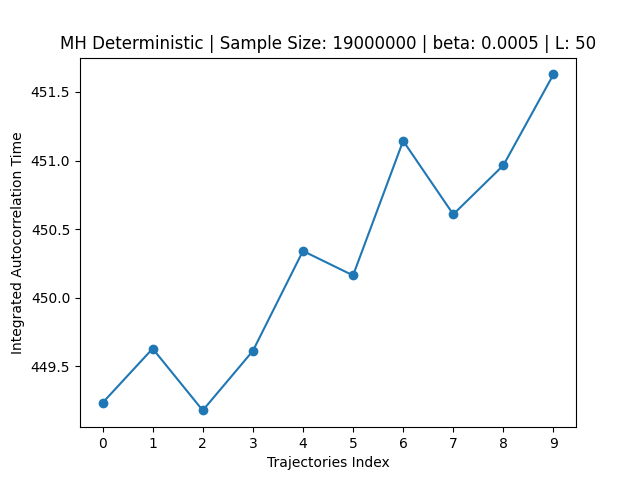 MH Deterministic | Sample Size: 19000000 | beta: 0.0005 | L: 50
Integrated Autocorrelation Time
451.5
451.0
450.5
450.0
449.5
0 1 2 3 4 5 6 7 8 9
Trajectories Index